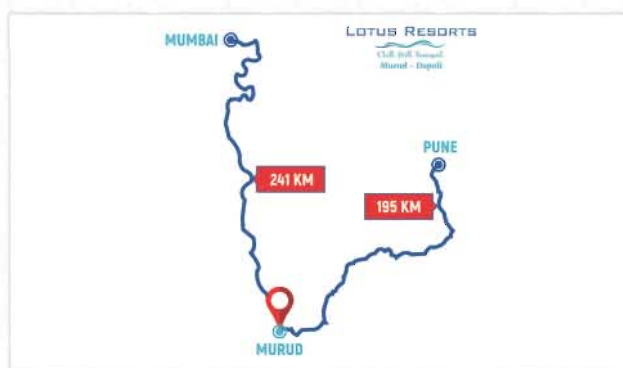 MUMBAI
LOTUS RESORTS
Murud - Dapoli
PUNE
241 KM
195 KM
MURUD